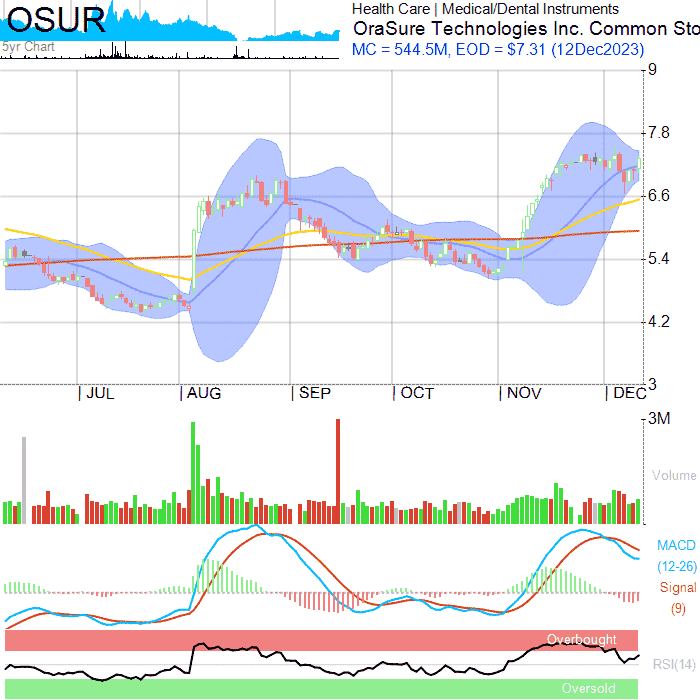 OSUR
5yr Chart
Health Care | Medical/Dental Instruments
OraSure Technologies Inc. Common Sto
MC = 544.5M, EOD = $7.31 (12Dec2023)
9
7.8
6.6
5.4
4.2
3
JUL
AUG
SEP
OCT
NOV
DEC
3M
Volume
MACD
(12-26)
Signal
(9)
Overbought
RSI(14)
Oversold